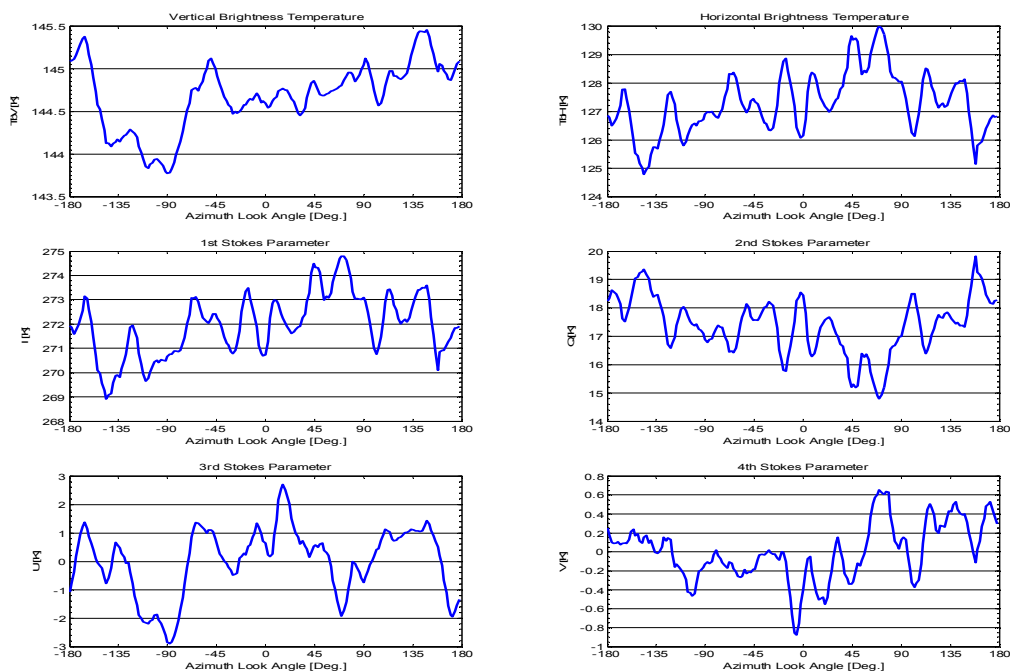 Vertical Brightness Temperature
145.5
145
144.5
144
143.5
TbV[K]
-180 -135 -90 -45 0 45 90 135 180
Azimuth Look Angle [Deg.]
Horizontal Brightness Temperature
130
129
128
127
126
125
124
TbH[K]
-180 -135 -90 -45 0 45 90 135 180
Azimuth Look Angle [Deg.]
1st Stokes Parameter
275
274
273
272
271
270
269
268
I [K]
-180 -135 -90 -45 0 45 90 135 180
Azimuth Look Angle [Deg.]
2nd Stokes Parameter
20
19
18
17
16
15
14
Q[K]
-180 -135 -90 -45 0 45 90 135 180
Azimuth Look Angle [Deg.]
3rd Stokes Parameter
3
2
1
0
-1
-2
-3
U[K]
-180 -135 -90 -45 0 45 90 135 180
Azimuth Look Angle [Deg.]
4th Stokes Parameter
0.8
0.6
0.4
0.2
0
-0.2
-0.4
-0.6
-0.8
-1
V[K]
-180 -135 -90 -45 0 45 90 135 180
Azimuth Look Angle [Deg.]